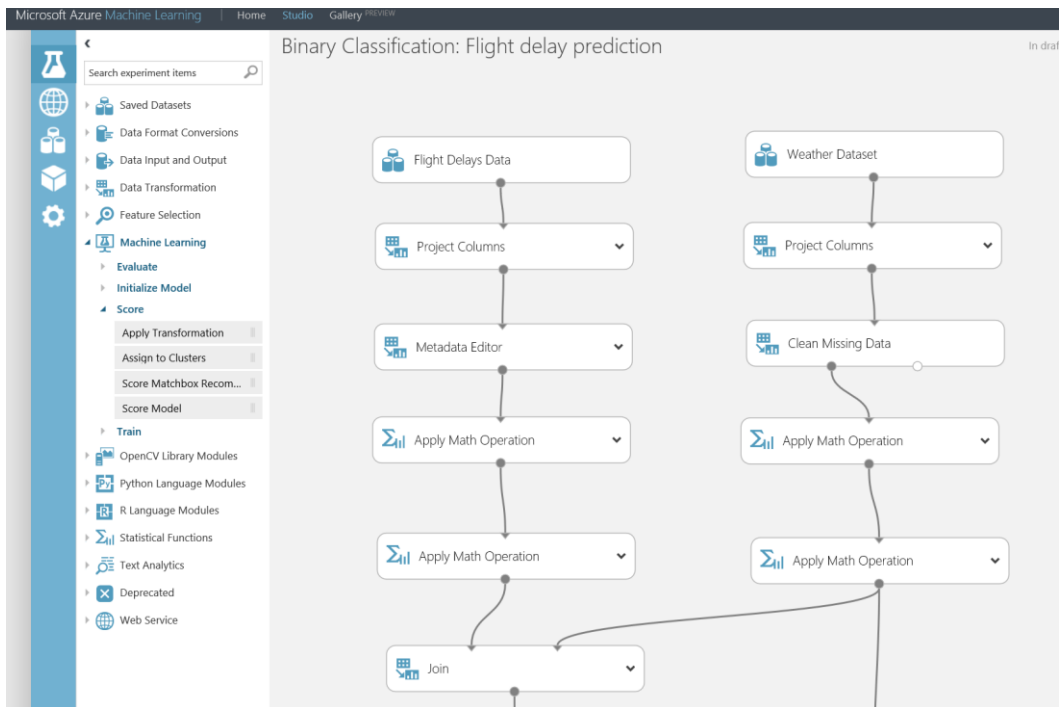 Microsoft Azure Machine Learning | Home Studio Gallery PREVIEW
Search experiment items
Saved Datasets
Data Format Conversions
Data Input and Output
Data Transformation
Feature Selection
Machine Learning
Evaluate
Initialize Model
Score
Apply Transformation
Assign to Clusters
Score Matchbox Recom...
Score Model
Train
OpenCV Library Modules
Python Language Modules
R Language Modules
Statistical Functions
Text Analytics
Deprecated
Web Service
Binary Classification: Flight delay prediction
In draf
Flight Delays Data
Weather Dataset
Project Columns
Project Columns
Metadata Editor
Clean Missing Data
Apply Math Operation
Apply Math Operation
Apply Math Operation
Apply Math Operation
Join